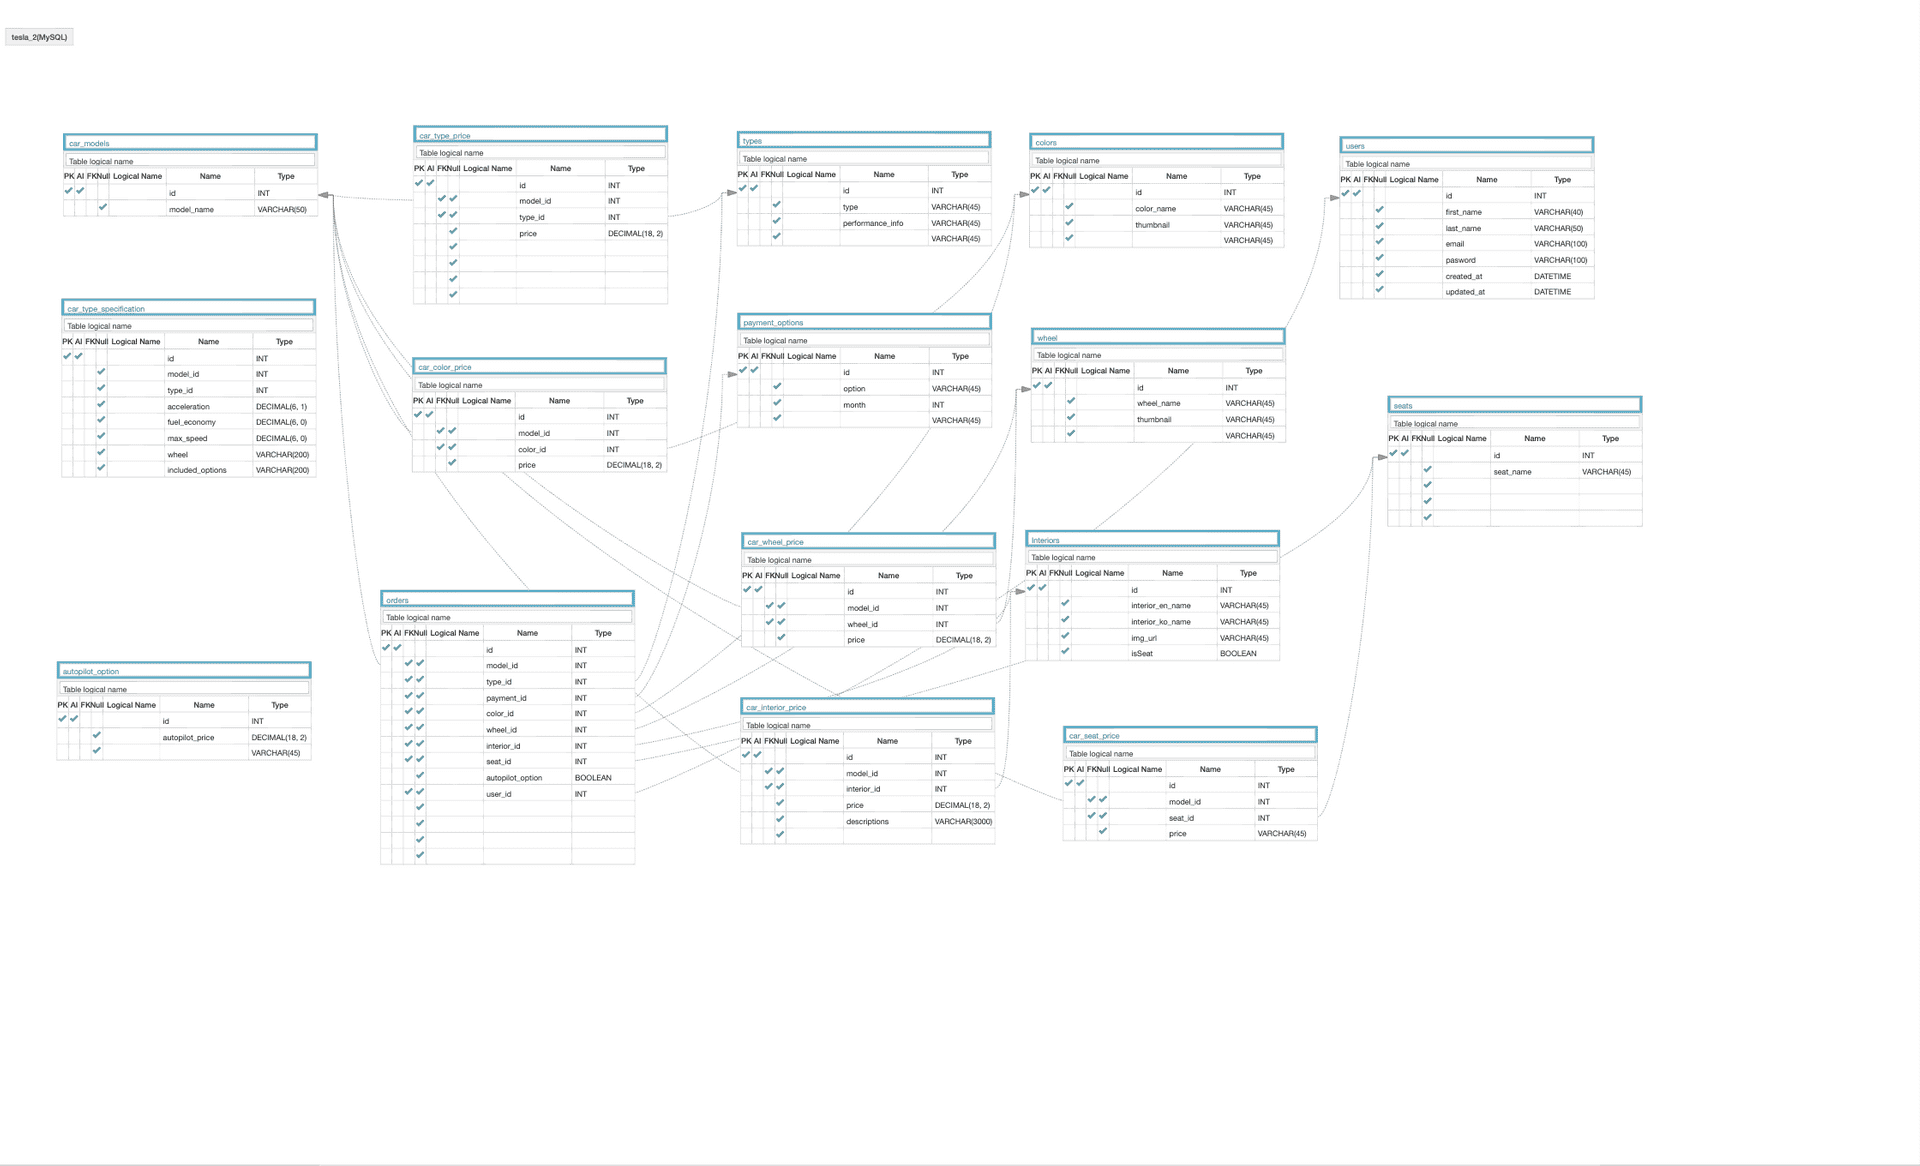 tesla_2(MySQL)
car_models
Table logical name
PK AI FK Null Logical Name Name Type
id INT
model_name VARCHAR(50)
car_type_price
Table logical name
PK AI FK Null Logical Name Name Type
id INT
model_id INT
type_id INT
price DECIMAL(18, 2)
types
Table logical name
PK AI FK Null Logical Name Name Type
id INT
type VARCHAR(45)
performance_info VARCHAR(45)
VARCHAR(45)
colors
Table logical name
PK AI FK Null Logical Name Name Type
id INT
color_name VARCHAR(45)
thumbnail VARCHAR(45)
VARCHAR(45)
users
Table logical name
PK AI FK Null Logical Name Name Type
id INT
first_name VARCHAR(40)
last_name VARCHAR(50)
email VARCHAR(100)
pasword VARCHAR(100)
created_at DATETIME
updated_at DATETIME
car_type_specification
Table logical name
PK AI FK Null Logical Name Name Type
id INT
model_id INT
type_id INT
acceleration DECIMAL(6, 1)
fuel_economy DECIMAL(6, 0)
max_speed DECIMAL(6, 0)
wheel VARCHAR(200)
included_options VARCHAR(200)
car_color_price
Table logical name
PK AI FK Null Logical Name Name Type
id INT
model_id INT
color_id INT
price DECIMAL(18, 2)
payment_options
Table logical name
PK AI FK Null Logical Name Name Type
id INT
option VARCHAR(45)
month INT
VARCHAR(45)
wheel
Table logical name
PK AI FK Null Logical Name Name Type
id INT
wheel_name VARCHAR(45)
thumbnail VARCHAR(45)
VARCHAR(45)
seats
Table logical name
PK AI FK Null Logical Name Name Type
id INT
seat_name VARCHAR(45)
car_wheel_price
Table logical name
PK AI FK Null Logical Name Name Type
id INT
model_id INT
wheel_id INT
price DECIMAL(18, 2)
Interiors
Table logical name
PK AI FK Null Logical Name Name Type
id INT
interior_en_name VARCHAR(45)
interior_ko_name VARCHAR(45)
img_url VARCHAR(45)
isSeat BOOLEAN
orders
Table logical name
PK AI FK Null Logical Name Name Type
id INT
model_id INT
type_id INT
payment_id INT
color_id INT
wheel_id INT
interior_id INT
seat_id INT
autopilot_option BOOLEAN
user_id INT
autopilot_option
Table logical name
PK AI FK Null Logical Name Name Type
id INT
autopilot_price DECIMAL(18, 2)
VARCHAR(45)
car_interior_price
Table logical name
PK AI FK Null Logical Name Name Type
id INT
model_id INT
interior_id INT
price DECIMAL(18, 2)
descriptions VARCHAR(3000)
car_seat_price
Table logical name
PK AI FK Null Logical Name Name Type
id INT
model_id INT
seat_id INT
price VARCHAR(45)